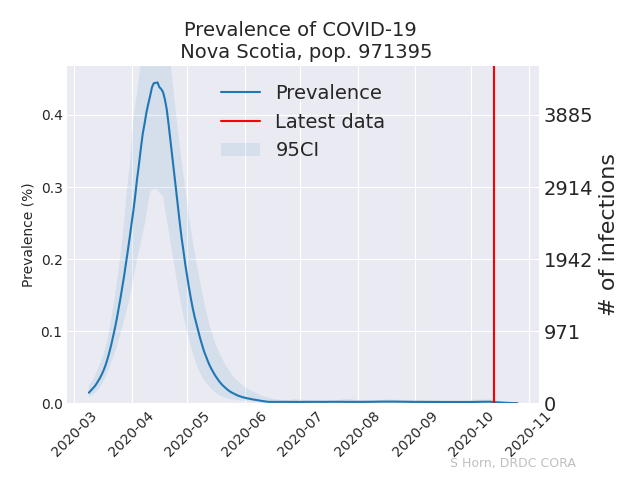 Prevalence of COVID-19
Nova Scotia, pop. 971395
Prevalence
Latest data
95CI
Prevalence (%)
0.4
0.3
0.2
0.1
0.0
3885
2914
1942
971
0
# of infections
2020-03
2020-04
2020-05
2020-06
2020-07
2020-08
2020-09
2020-10
2020-11
S Horn, DRDC CORA